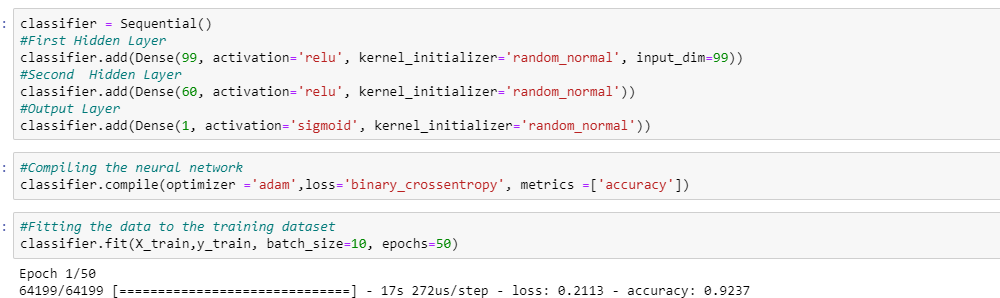 : classifier = Sequential()
#First Hidden Layer
classifier.add(Dense(99, activation='relu', kernel_initializer='random_normal', input_dim=99))
#Second  Hidden Layer
classifier.add(Dense(60, activation='relu', kernel_initializer='random_normal'))
#Output Layer
classifier.add(Dense(1, activation='sigmoid', kernel_initializer='random_normal'))
: #Compiling the neural network
classifier.compile(optimizer ='adam',loss='binary_crossentropy', metrics =['accuracy'])
: #Fitting the data to the training dataset
classifier.fit(X_train,y_train, batch_size=10, epochs=50)
Epoch 1/50
64199/64199 [==============================] - 17s 272us/step - loss: 0.2113 - accuracy: 0.9237